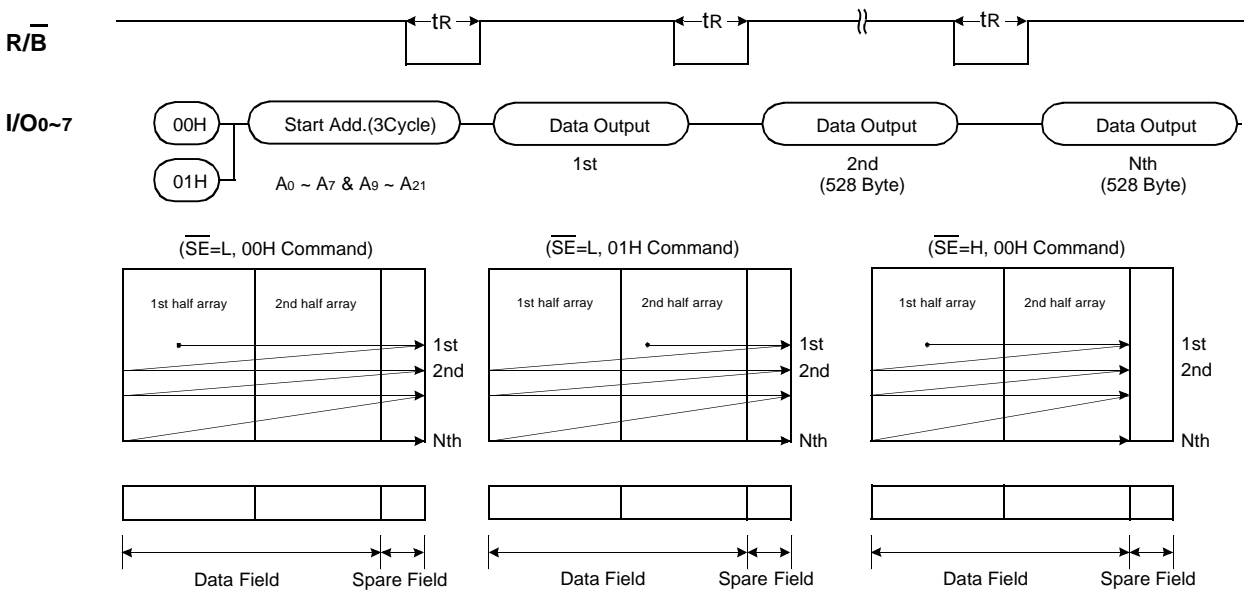 R/B̅
tR tR tR
I/O0~7
00H Start Add.(3Cycle) Data Output Data Output Data Output
01H
A0 ~ A7 & A9 ~ A21
1st 2nd Nth
(528 Byte) (528 Byte)
(S̅E̅=L, 00H Command) (S̅E̅=L, 01H Command) (S̅E̅=H, 00H Command)
1st half array 2nd half array 1st half array 2nd half array 1st half array 2nd half array
1st 1st 1st
2nd 2nd 2nd
Nth Nth Nth
Data Field Spare Field Data Field Spare Field Data Field Spare Field